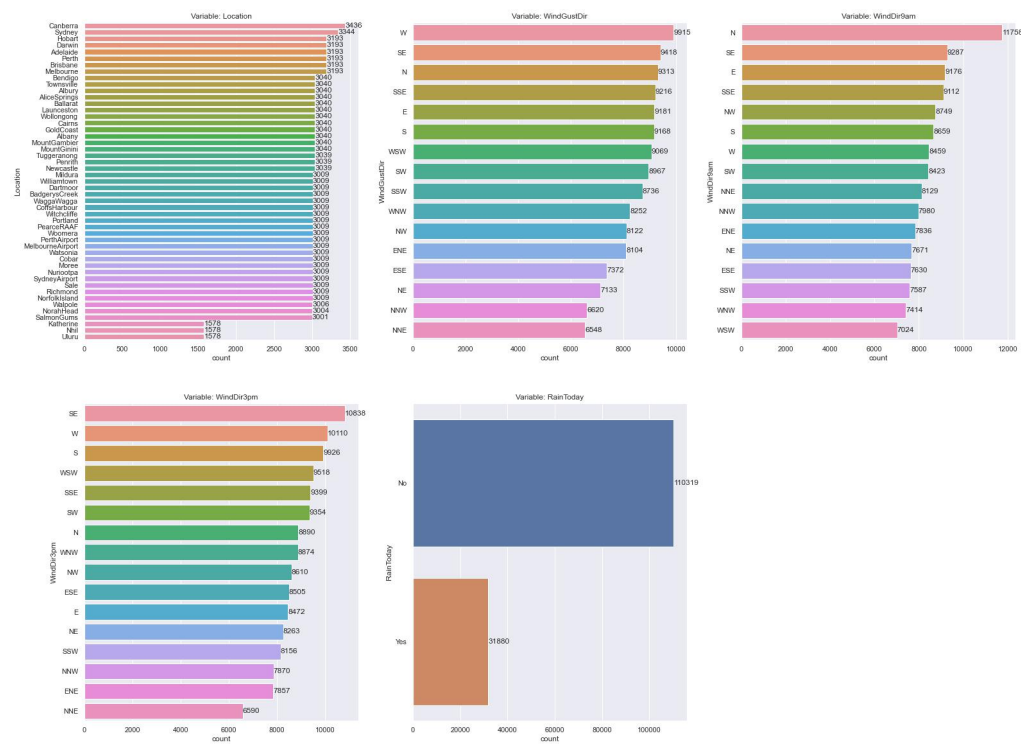 Variable: Location
Location
Canberra 3436
Sydney 3344
Hobart 3193
Darwin 3193
Adelaide 3193
Perth 3193
Brisbane 3193
Melbourne 3193
Bendigo 3040
Townsville 3040
Albury 3040
AliceSprings 3040
Ballarat 3040
Launceston 3040
Wollongong 3040
Cairns 3040
GoldCoast 3040
Albany 3040
MountGambier 3040
MountGinini 3040
Tuggeranong 3039
Penrith 3039
Newcastle 3039
Mildura 3009
Williamtown 3009
Dartmoor 3009
BadgerysCreek 3009
WaggaWagga 3009
CoffsHarbour 3009
Witchcliffe 3009
Portland 3009
PearceRAAF 3009
Woomera 3009
PerthAirport 3009
MelbourneAirport 3009
Watsonia 3009
Cobar 3009
Moree 3009
Nuriootpa 3009
SydneyAirport 3009
Sale 3009
Richmond 3009
NorfolkIsland 3009
Walpole 3006
NorahHead 3004
SalmonGums 3001
Katherine 1578
Nhil 1578
Uluru 1578
0 500 1000 1500 2000 2500 3000 3500
count
Variable: WindGustDir
WindGustDir
W 9915
SE 9418
N 9313
SSE 9216
E 9181
S 9168
WSW 9069
SW 8967
SSW 8736
WNW 8252
NW 8122
ENE 8104
ESE 7372
NE 7133
NNW 6620
NNE 6548
0 2000 4000 6000 8000 10000
count
Variable: WindDir9am
WindDir9am
N 11758
SE 9287
E 9176
SSE 9112
NW 8749
S 8659
W 8459
SW 8423
NNE 8129
NNW 7980
ENE 7836
NE 7671
ESE 7630
SSW 7587
WNW 7414
WSW 7024
0 2000 4000 6000 8000 10000 12000
count
Variable: WindDir3pm
WindDir3pm
SE 10838
W 10110
S 9926
WSW 9518
SSE 9399
SW 9354
N 8890
WNW 8874
NW 8610
ESE 8505
E 8472
NE 8263
SSW 8156
NNW 7870
ENE 7857
NNE 6590
0 2000 4000 6000 8000 10000
count
Variable: RainToday
RainToday
No 110319
Yes 31880
0 20000 40000 60000 80000 100000
count